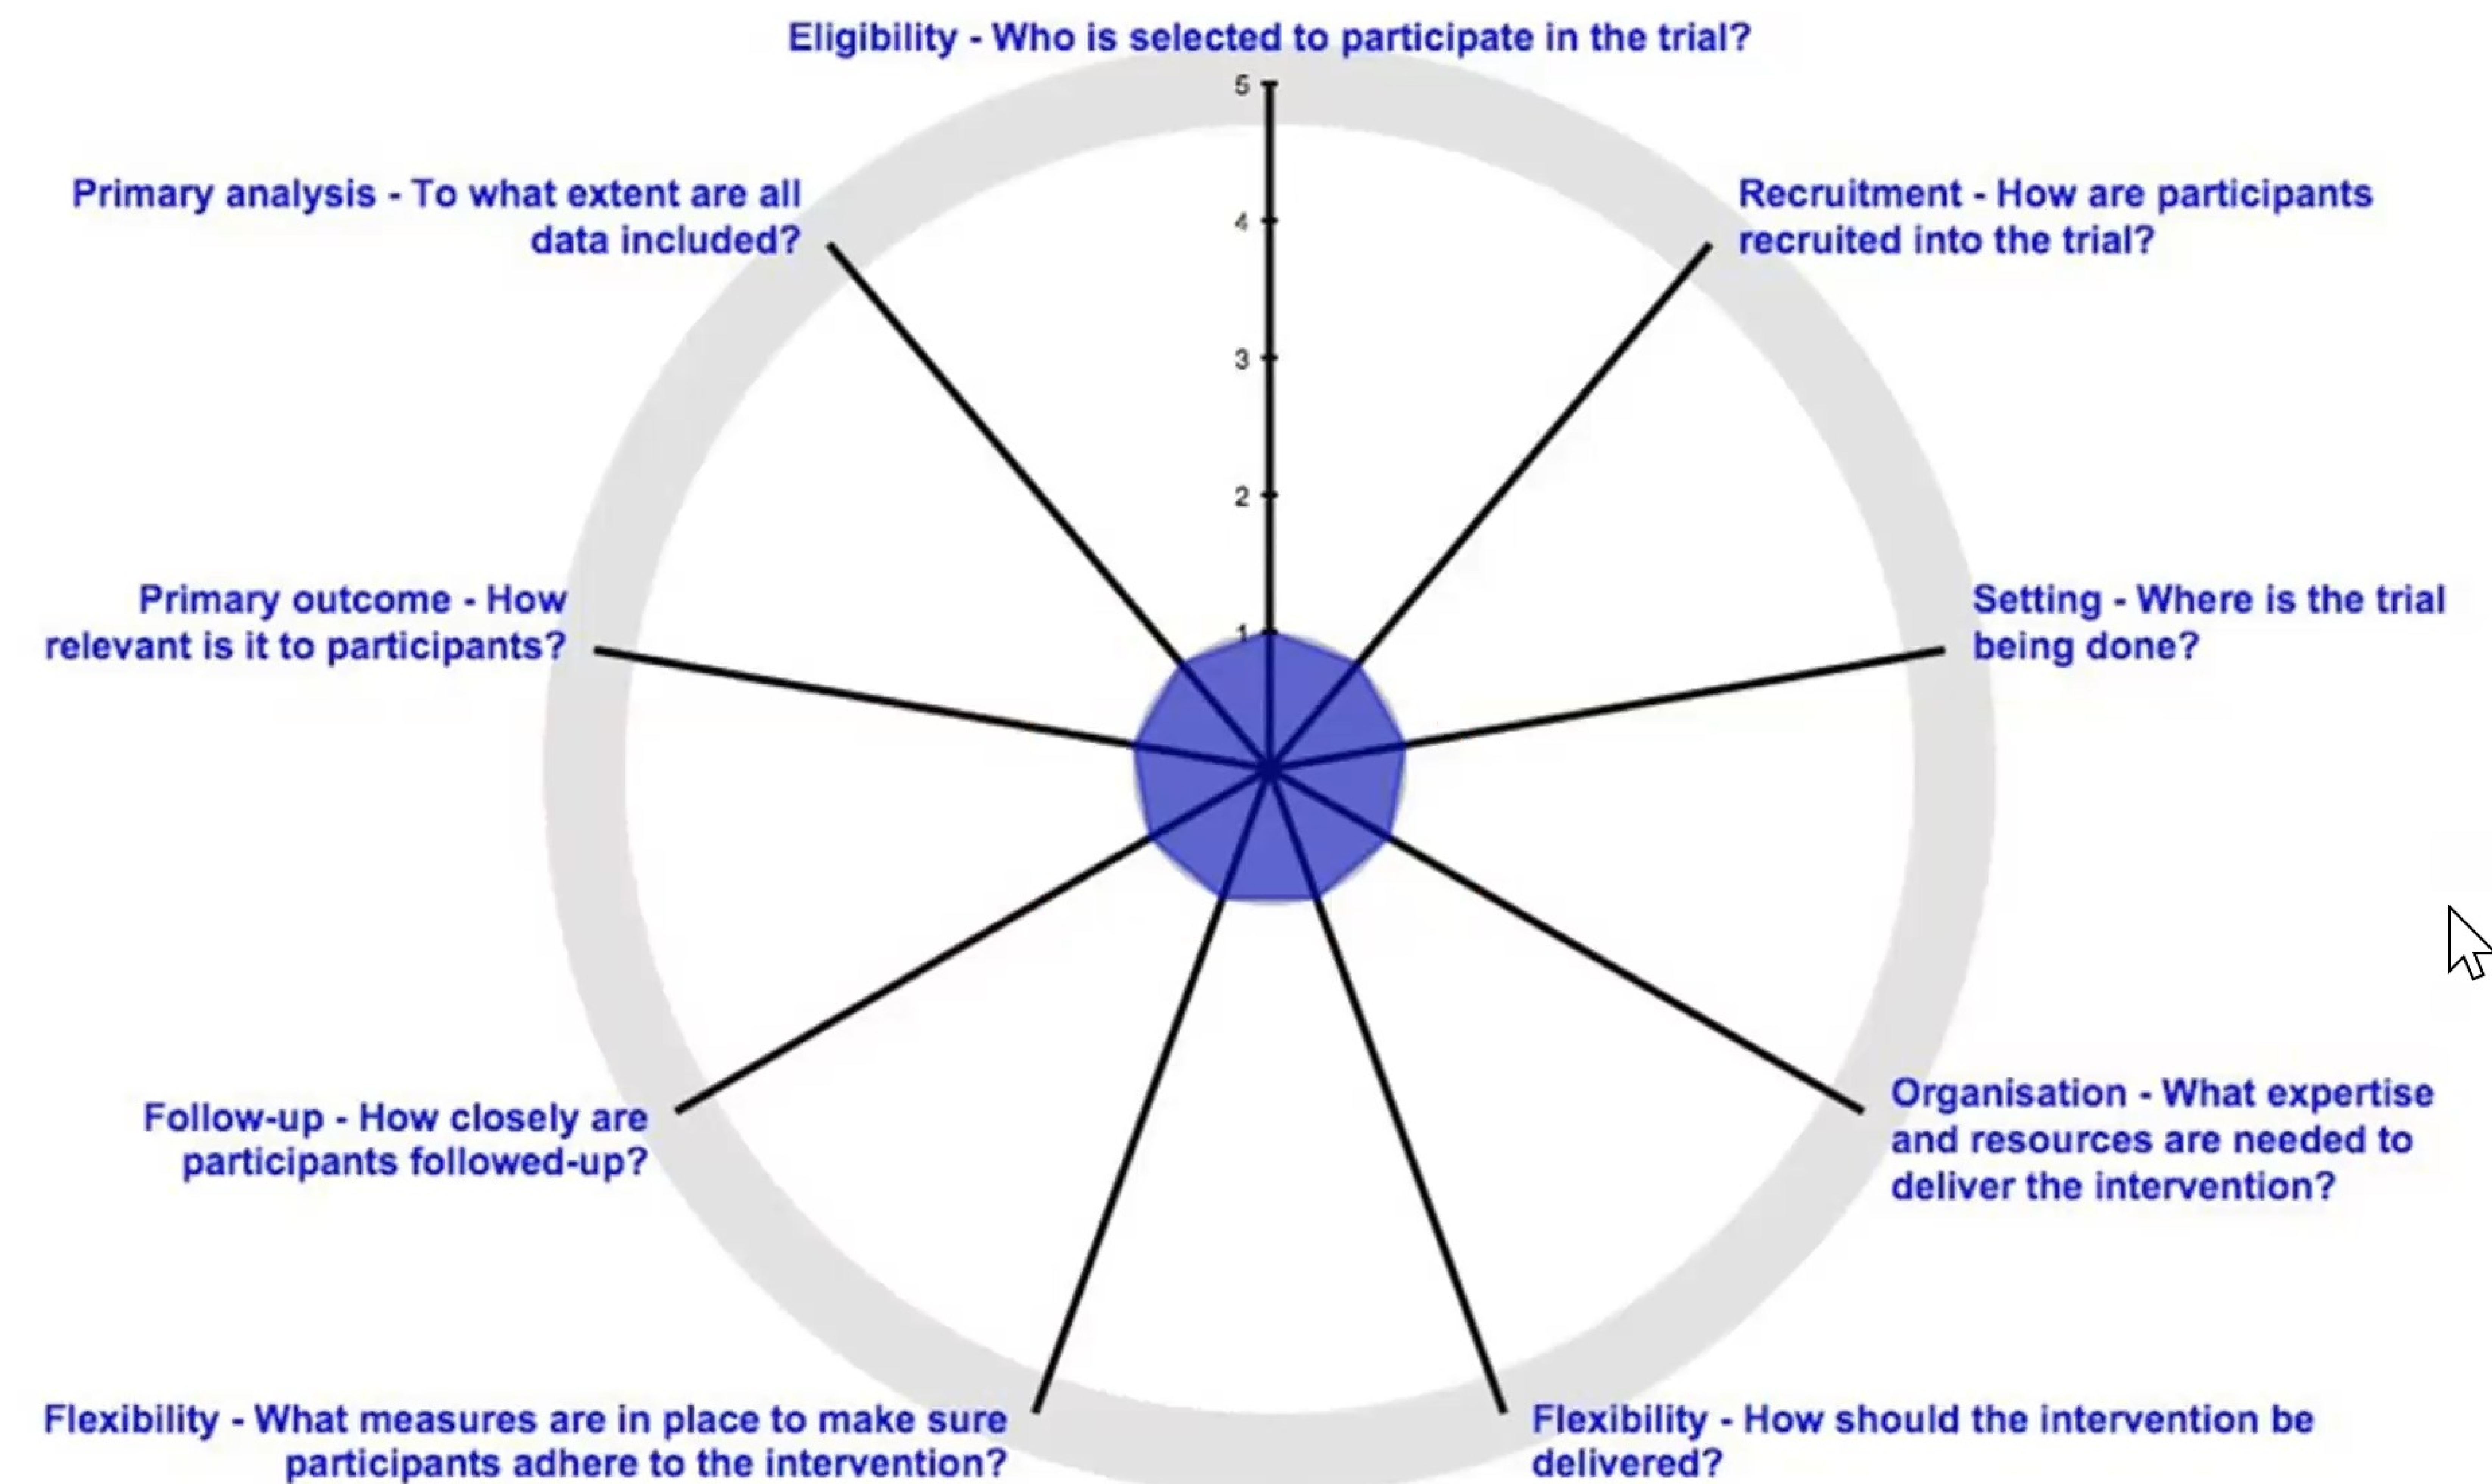 Eligibility - Who is selected to participate in the trial?
5
Primary analysis - To what extent are all
data included?
Recruitment - How are participants
recruited into the trial?
4
3
2
Primary outcome - How
relevant is it to participants?
Setting - Where is the trial
being done?
1
Follow-up - How closely are
participants followed-up?
Organisation - What expertise
and resources are needed to
deliver the intervention?
Flexibility - What measures are in place to make sure
participants adhere to the intervention?
Flexibility - How should the intervention be
delivered?